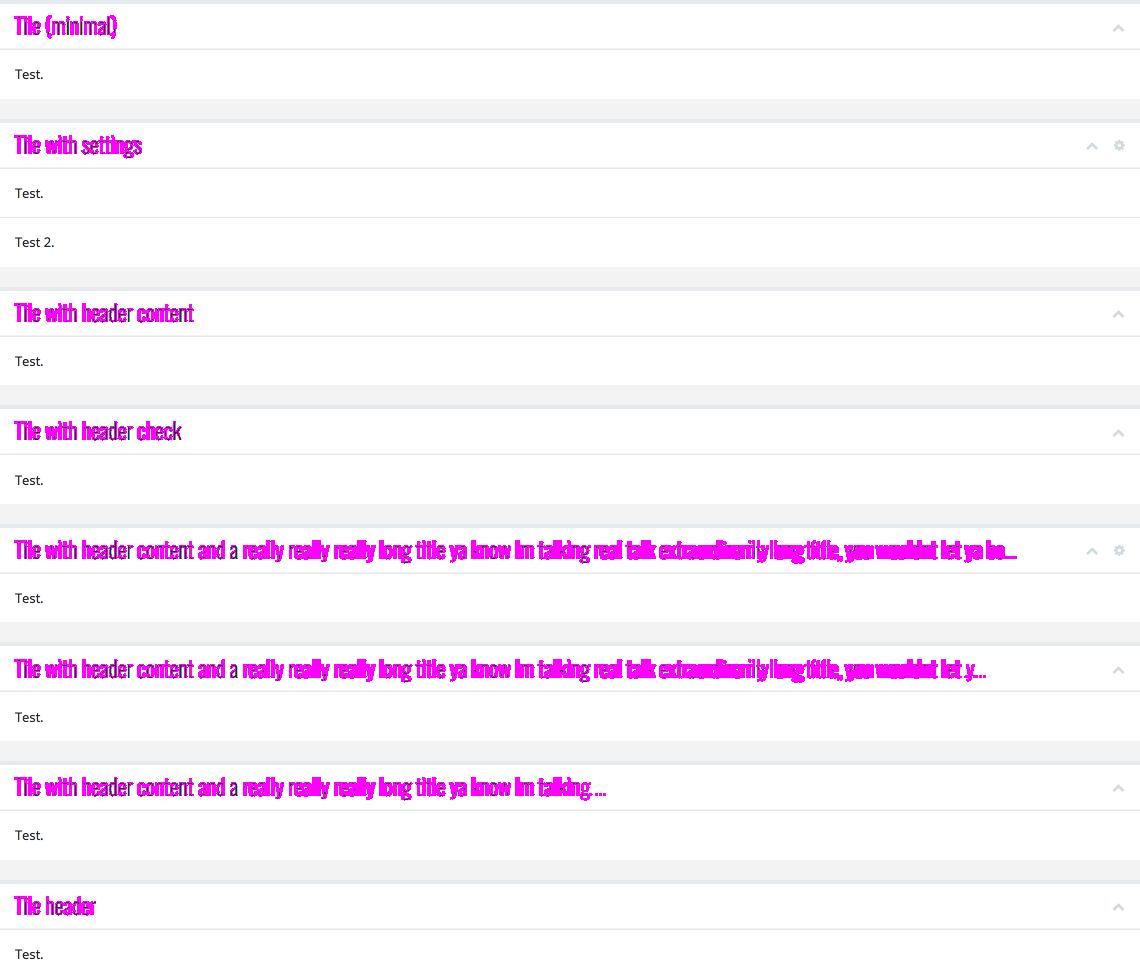 Tile (minimal)
Test.
Tile with settings
Test.
Test 2.
Tile with header content
Test.
Tile with header check
Test.
Tile with header content and a really really really long title ya know Im talking real talk extraordinarily long title, you wouldnt let ya bo...
Test.
Tile with header content and a really really really long title ya know Im talking real talk extraordinarily long title, you wouldnt let y...
Test.
Tile with header content and a really really really long title ya know Im talking ...
Test.
Tile header
Test.